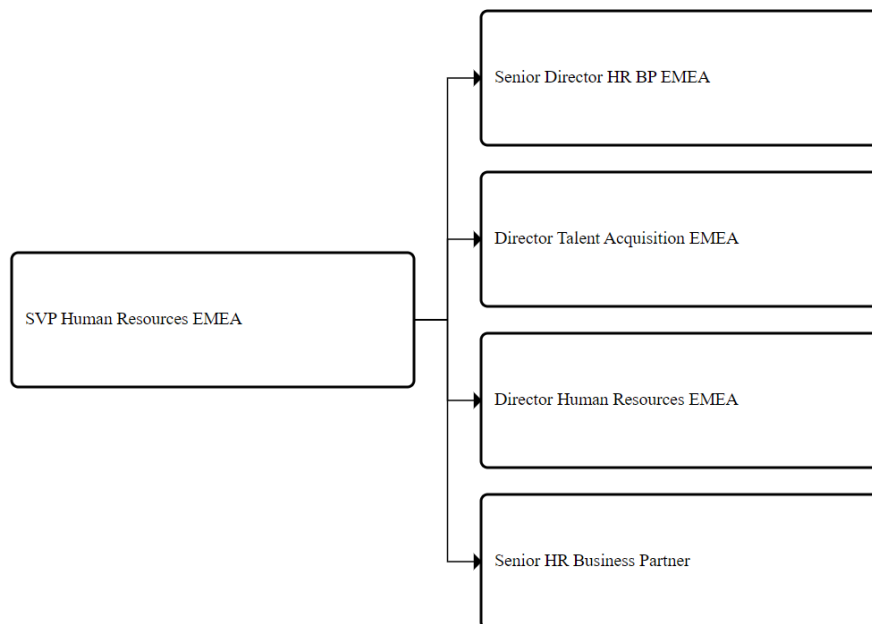 Senior Director HR BP EMEA
Director Talent Acquisition EMEA
SVP Human Resources EMEA
Director Human Resources EMEA
Senior HR Business Partner